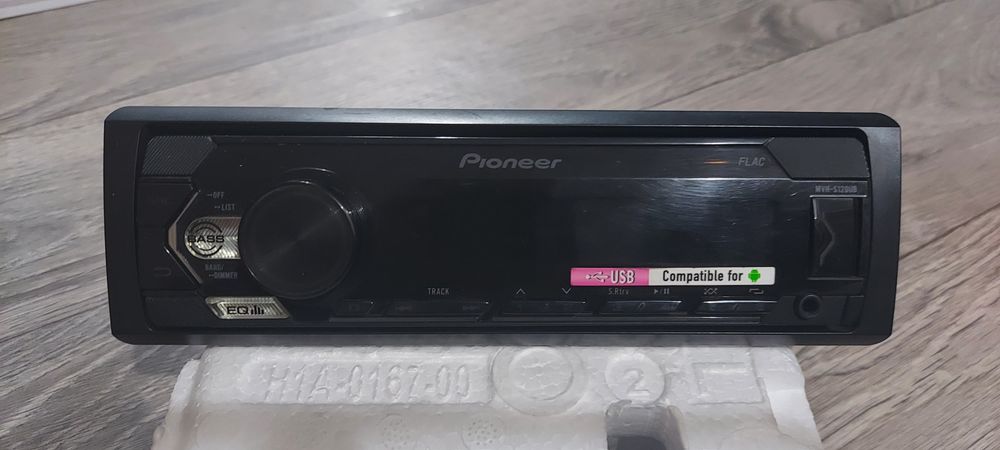 Pioneer
FLAC
MVH-S120UB
OFF
LIST
BASS
BAND/
DIMMER
EQ
USB
Compatible for
TRACK
S.Rtrv
H1A-0167-00
2